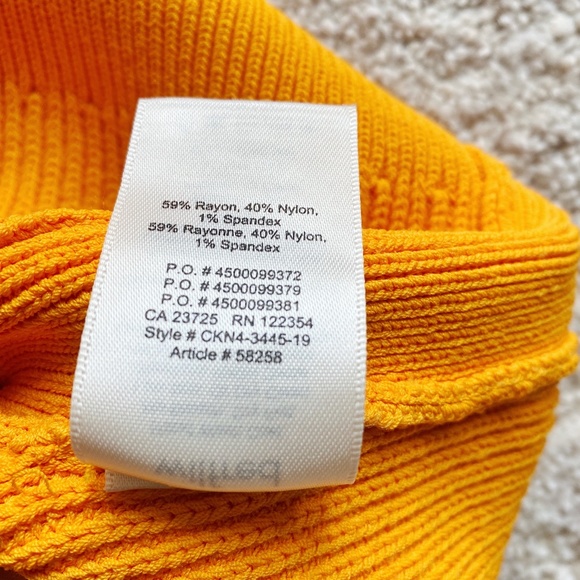 59% Rayon, 40% Nylon,
1% Spandex
59% Rayonne, 40% Nylon,
1% Spandex
P.O. # 4500099372
P.O. # 4500099379
P.O. # 4500099381
CA 23725 RN 122354
Style # CKN4-3445-19
Article # 58258